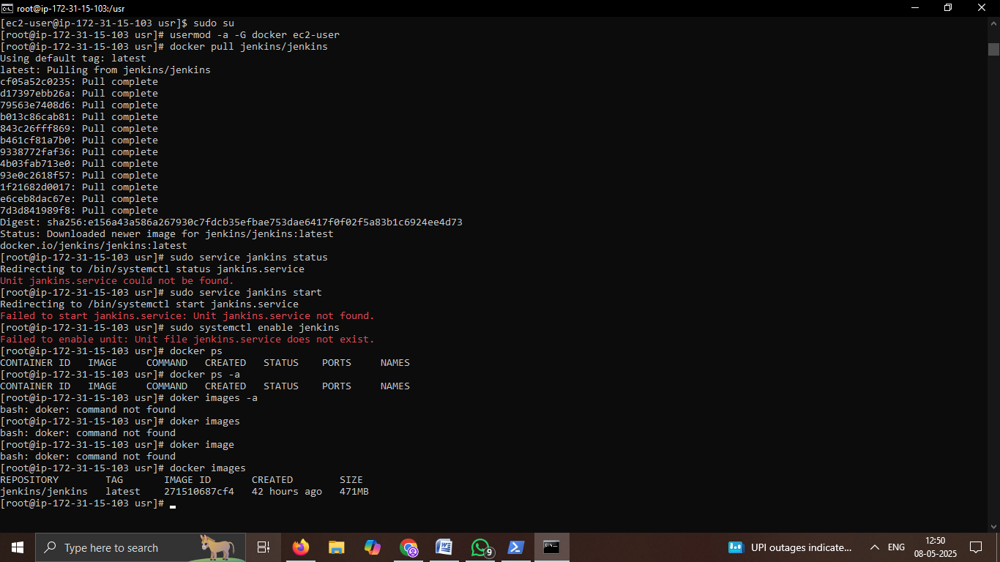 root@ip-172-31-15-103:/usr
[ec2-user@ip-172-31-15-103 usr]$ sudo su
[root@ip-172-31-15-103 usr]# usermod -a -G docker ec2-user
[root@ip-172-31-15-103 usr]# docker pull jenkins/jenkins
Using default tag: latest
latest: Pulling from jenkins/jenkins
cf05a52c0235: Pull complete
d17397ebb26a: Pull complete
79563e7408d6: Pull complete
b013c86cab81: Pull complete
843c26fff869: Pull complete
b461cf81a7b0: Pull complete
9338772faf36: Pull complete
4b03fab713e0: Pull complete
93e0c2618f57: Pull complete
1f21682d0017: Pull complete
e6ceb8dac67e: Pull complete
7d3d841989f8: Pull complete
Digest: sha256:e156a43a586a267930c7fdcb35efbae753dae6417f0f02f5a83b1c6924ee4d73
Status: Downloaded newer image for jenkins/jenkins:latest
docker.io/jenkins/jenkins:latest
[root@ip-172-31-15-103 usr]# sudo service jankins status
Redirecting to /bin/systemctl status jankins.service
Unit jankins.service could not be found.
[root@ip-172-31-15-103 usr]# sudo service jankins start
Redirecting to /bin/systemctl start jankins.service
Failed to start jankins.service: Unit jankins.service not found.
[root@ip-172-31-15-103 usr]# sudo systemctl enable jenkins
Failed to enable unit: Unit file jenkins.service does not exist.
[root@ip-172-31-15-103 usr]# docker ps
CONTAINER ID   IMAGE     COMMAND   CREATED   STATUS    PORTS     NAMES
[root@ip-172-31-15-103 usr]# docker ps -a
CONTAINER ID   IMAGE     COMMAND   CREATED   STATUS    PORTS     NAMES
[root@ip-172-31-15-103 usr]# doker images -a
bash: doker: command not found
[root@ip-172-31-15-103 usr]# doker images
bash: doker: command not found
[root@ip-172-31-15-103 usr]# doker image
bash: doker: command not found
[root@ip-172-31-15-103 usr]# docker images
REPOSITORY        TAG       IMAGE ID       CREATED        SIZE
jenkins/jenkins   latest    271510687cf4   42 hours ago   471MB
[root@ip-172-31-15-103 usr]#
Type here to search
9
UPI outages indicate...
ENG
12:50
08-05-2025